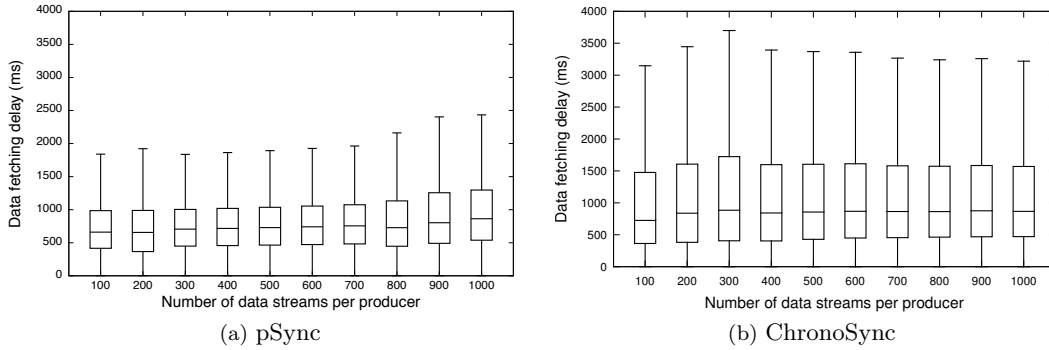 4000
3500
3000
2500
2000
1500
1000
500
0
Data fetching delay (ms)
100 200 300 400 500 600 700 800 900 1000
Number of data streams per producer
(a) pSync
4000
3500
3000
2500
2000
1500
1000
500
0
Data fetching delay (ms)
100 200 300 400 500 600 700 800 900 1000
Number of data streams per producer
(b) ChronoSync